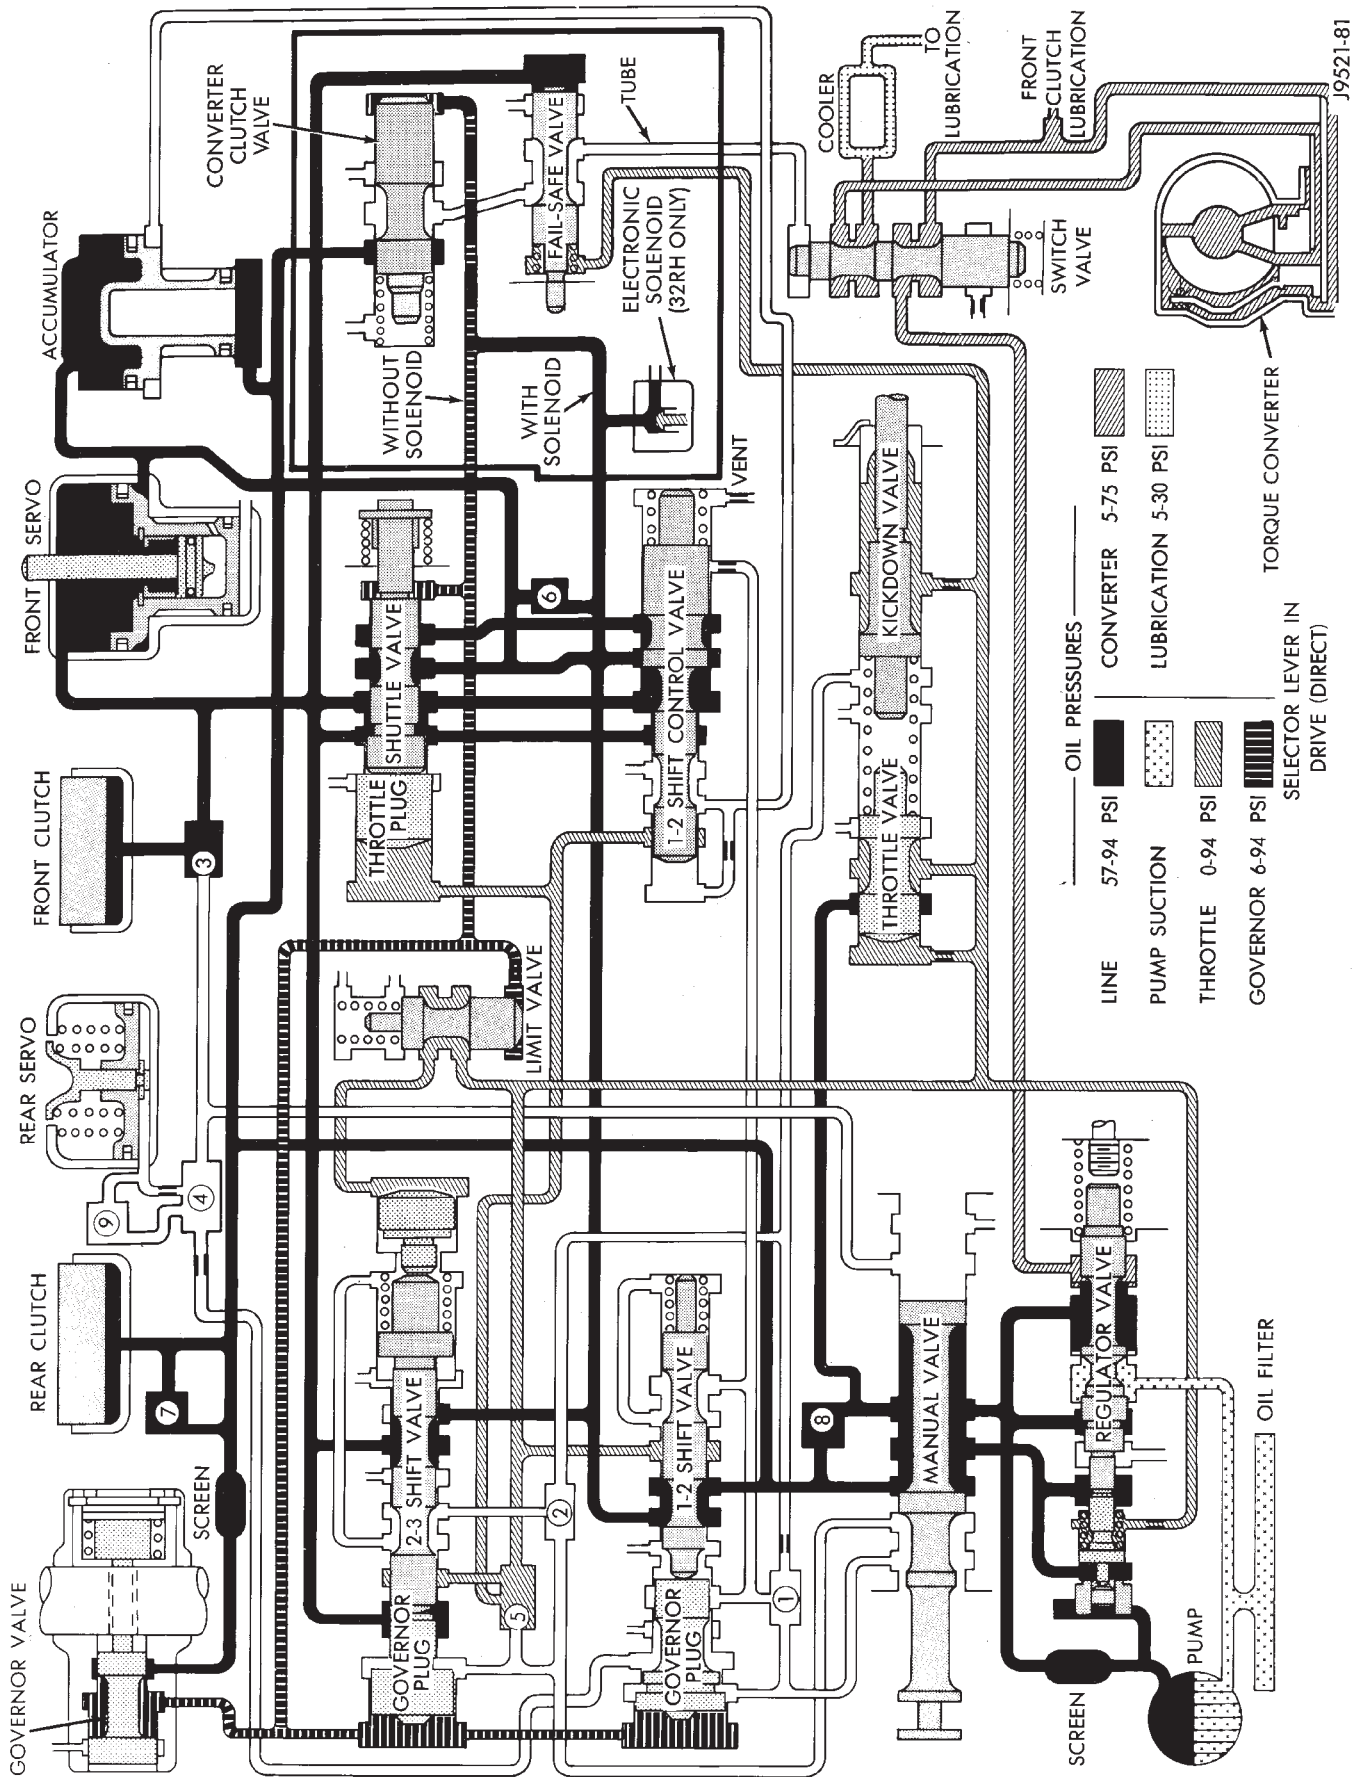 GOVERNOR VALVE
SCREEN
REAR CLUTCH
7
9
REAR SERVO
4
FRONT CLUTCH
3
FRONT SERVO
ACCUMULATOR
CONVERTER
CLUTCH
VALVE
GOVERNOR
PLUG
2-3 SHIFT VALVE
5
2
LIMIT VALVE
THROTTLE
PLUG
SHUTTLE VALVE
6
WITHOUT
SOLENOID
WITH
SOLENOID
FAIL-SAFE VALVE
ELECTRONIC
SOLENOID
(32RH ONLY)
TUBE
GOVERNOR
PLUG
1-2 SHIFT VALVE
1
1-2 SHIFT CONTROL VALVE
VENT
8
MANUAL VALVE
THROTTLE VALVE
KICKDOWN VALVE
COOLER
TO
LUBRICATION
FRONT
CLUTCH
LUBRICATION
SWITCH
VALVE
SCREEN
PUMP
REGULATOR VALVE
OIL FILTER
OIL PRESSURES
LINE 57-94 PSI
PUMP SUCTION
THROTTLE 0-94 PSI
GOVERNOR 6-94 PSI
CONVERTER 5-75 PSI
LUBRICATION 5-30 PSI
SELECTOR LEVER IN
DRIVE (DIRECT)
TORQUE CONVERTER
J9521-81